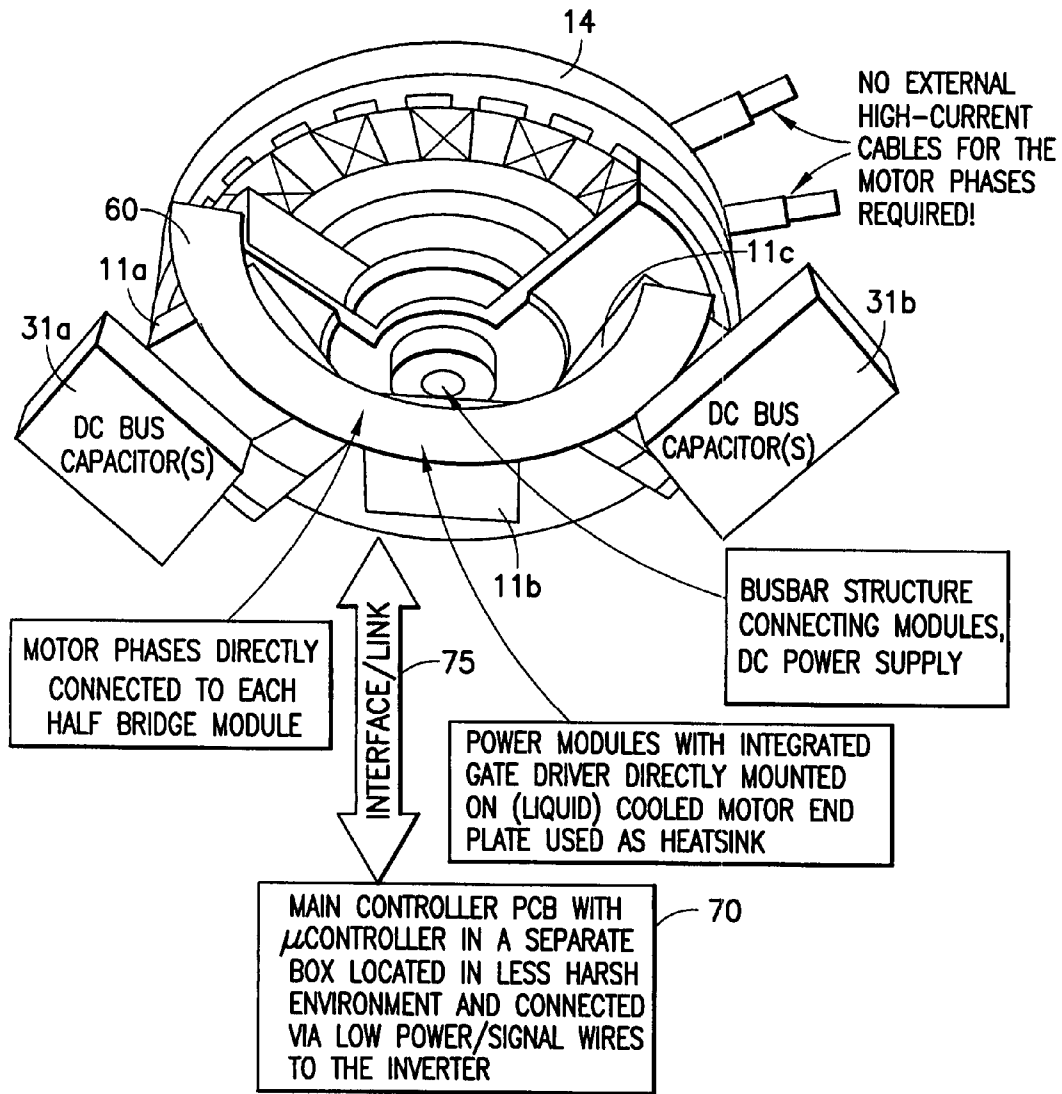 14
NO EXTERNAL
HIGH-CURRENT
CABLES FOR THE
MOTOR PHASES
REQUIRED!
60
11a
11c
31a
31b
DC BUS
CAPACITOR(S)
DC BUS
CAPACITOR(S)
11b
BUSBAR STRUCTURE
CONNECTING MODULES,
DC POWER SUPPLY
MOTOR PHASES DIRECTLY
CONNECTED TO EACH
HALF BRIDGE MODULE
INTERFACE/LINK
75
POWER MODULES WITH INTEGRATED
GATE DRIVER DIRECTLY MOUNTED
ON (LIQUID) COOLED MOTOR END
PLATE USED AS HEATSINK
MAIN CONTROLLER PCB WITH
μCONTROLLER IN A SEPARATE
BOX LOCATED IN LESS HARSH
ENVIRONMENT AND CONNECTED
VIA LOW POWER/SIGNAL WIRES
TO THE INVERTER
70